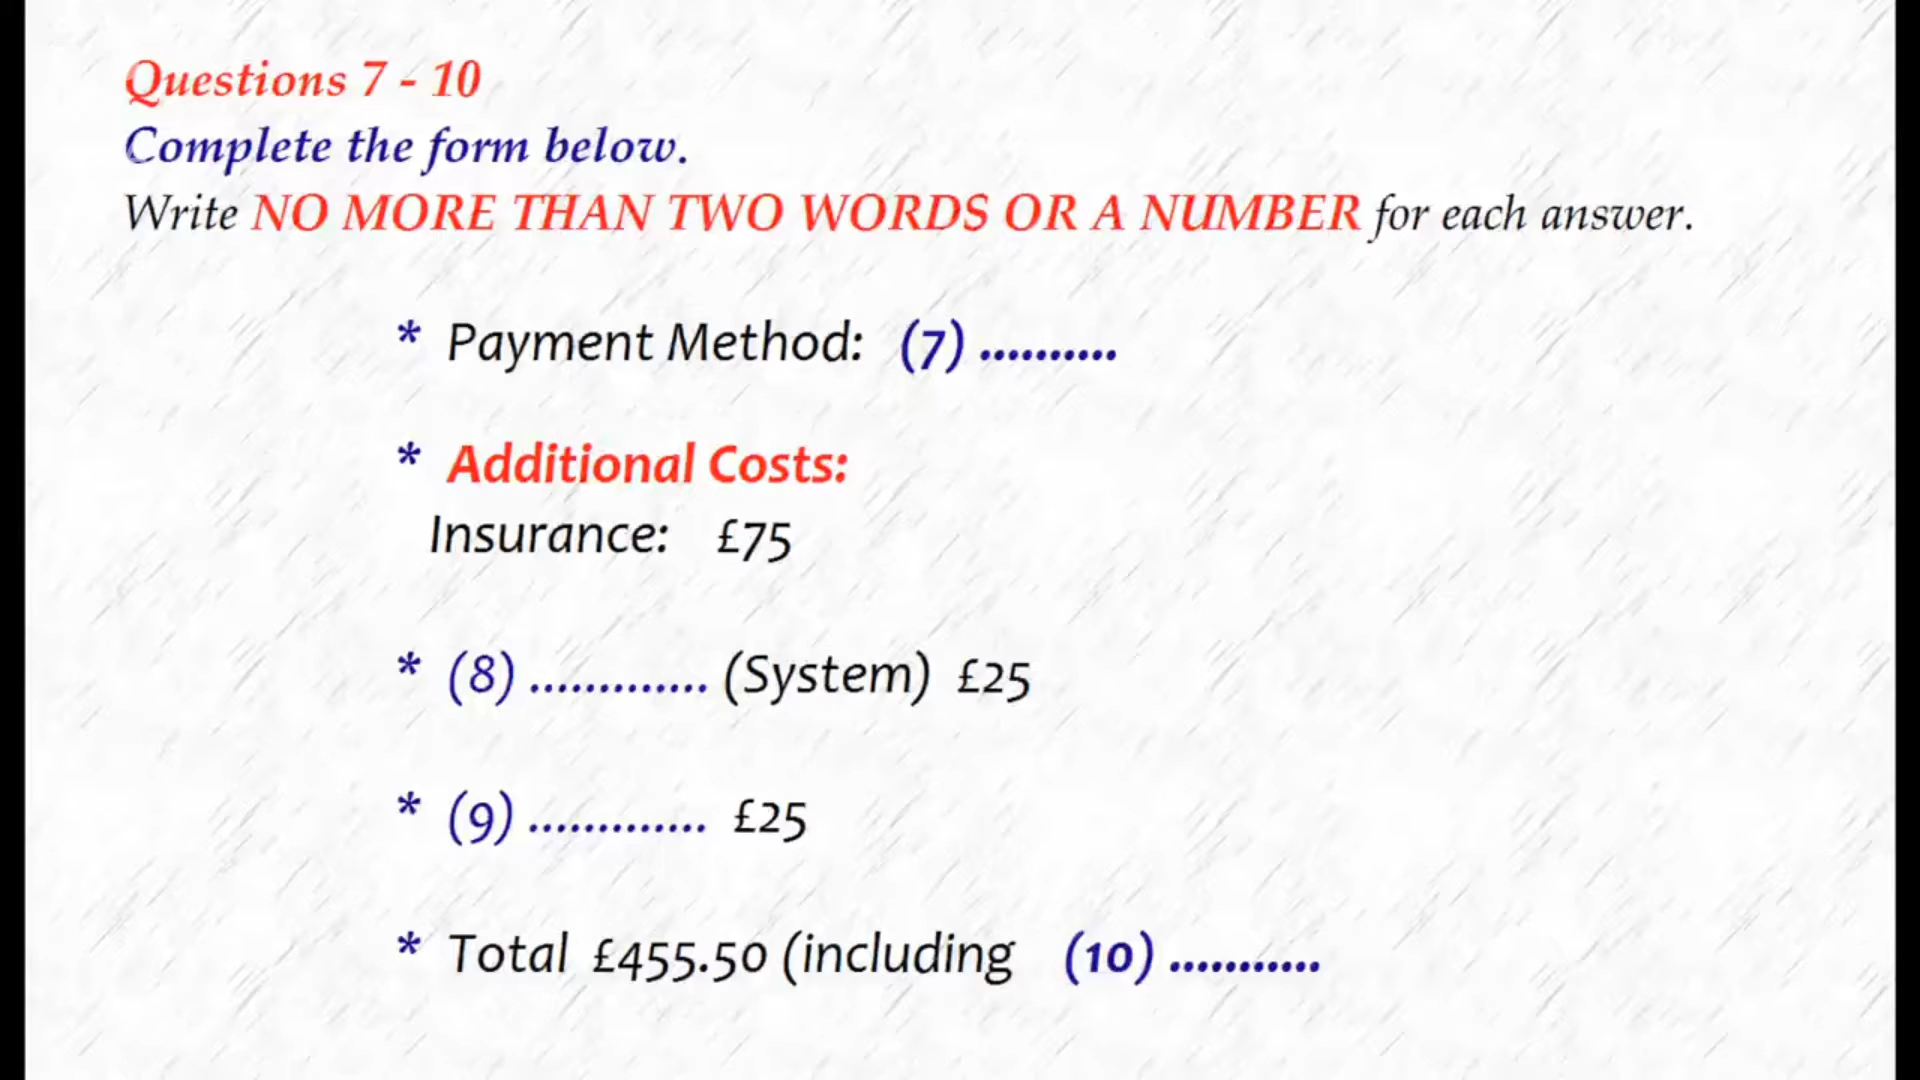 Questions 7 - 10
Complete the form below.
Write NO MORE THAN TWO WORDS OR A NUMBER for each answer.
* Payment Method: (7) ..........
* Additional Costs:
Insurance: £75
* (8) ............. (System) £25
* (9) ............. £25
* Total £455.50 (including (10) ...........